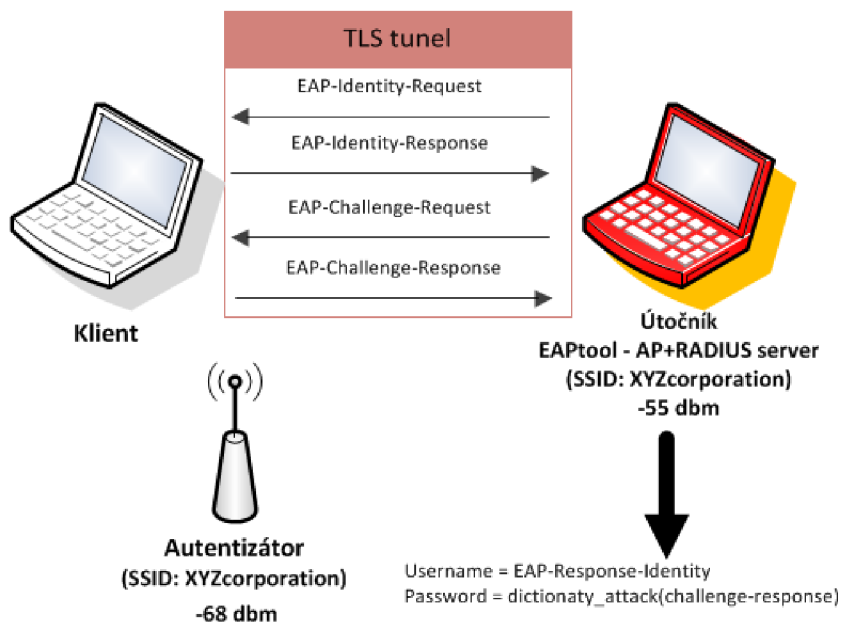 TLS tunel
EAP-Identity-Request
EAP-Identity-Response
EAP-Challenge-Request
EAP-Challenge-Response
Klient
Útočník
EAPtool - AP+RADIUS server
(SSID: XYZcorporation)
-55 dbm
Autentizátor
(SSID: XYZcorporation)
-68 dbm
Username = EAP-Response-Identity
Password = dictionaty_attack(challenge-response)